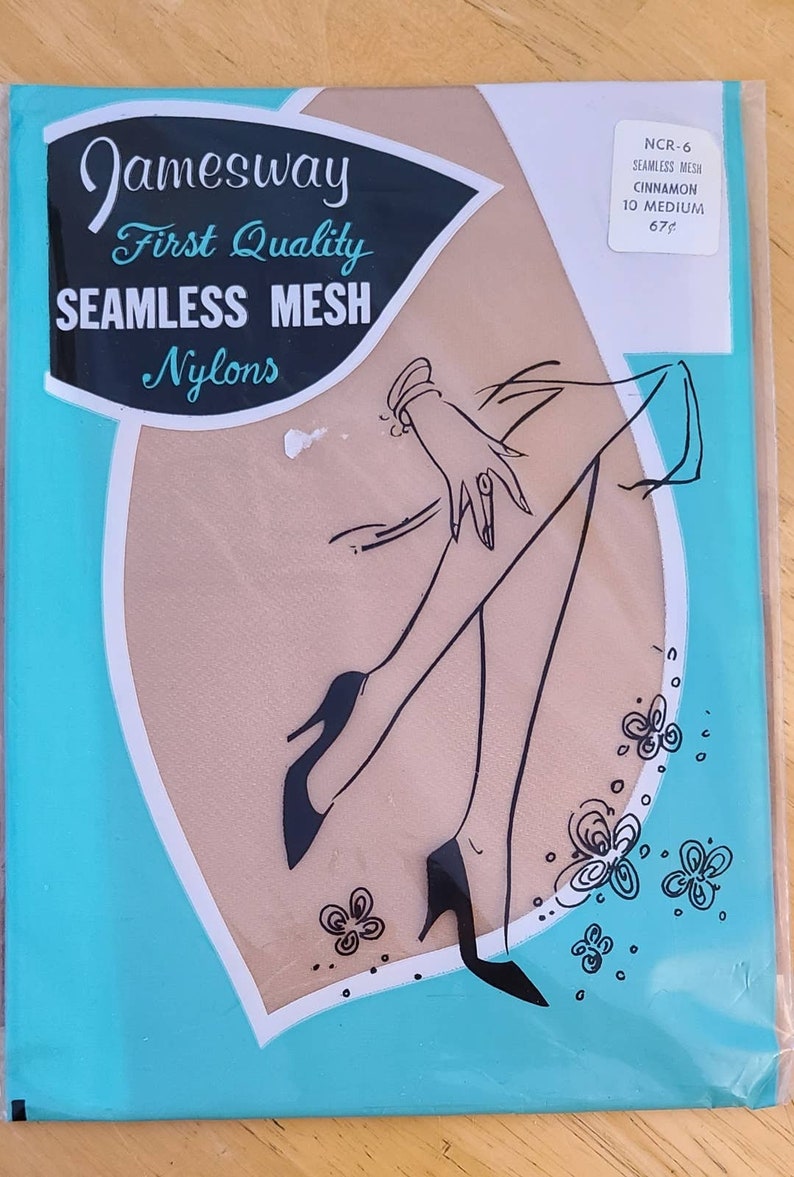 Jamesway
First Quality
SEAMLESS MESH
Nylons
NCR-6
SEAMLESS MESH
CINNAMON
10 MEDIUM
67¢